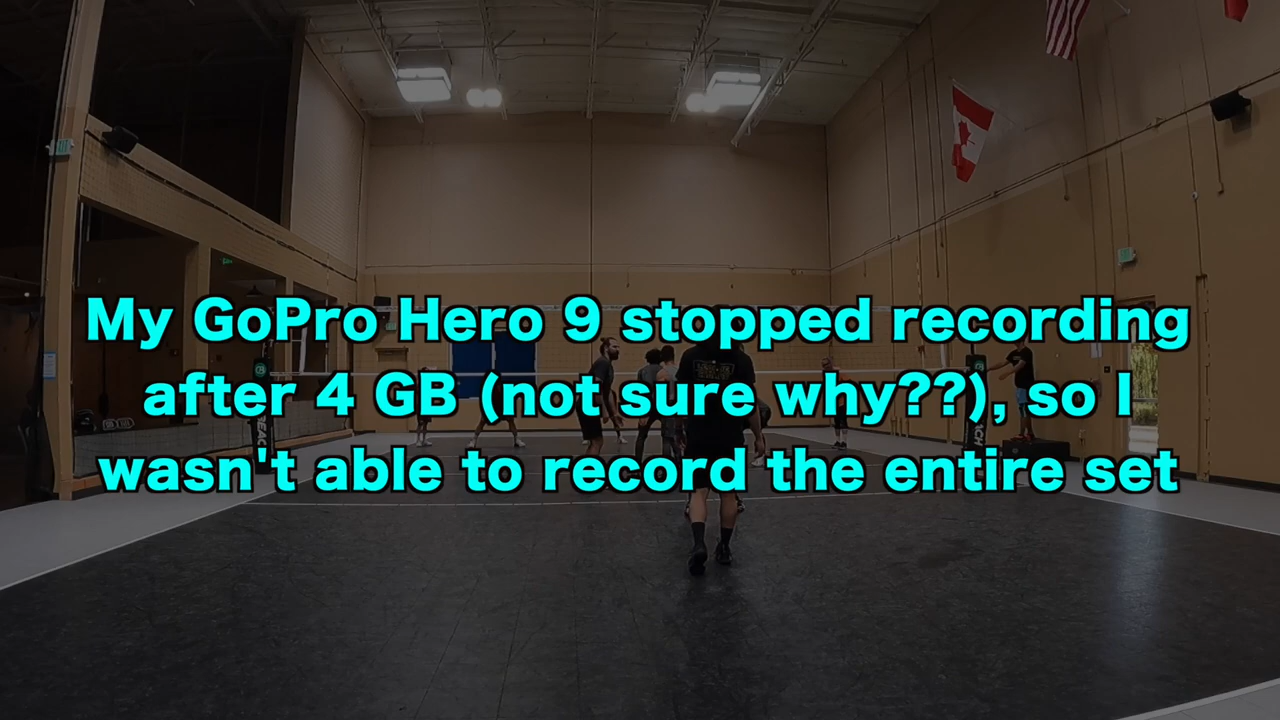 My GoPro Hero 9 stopped recording
after 4 GB (not sure why??), so I
wasn't able to record the entire set